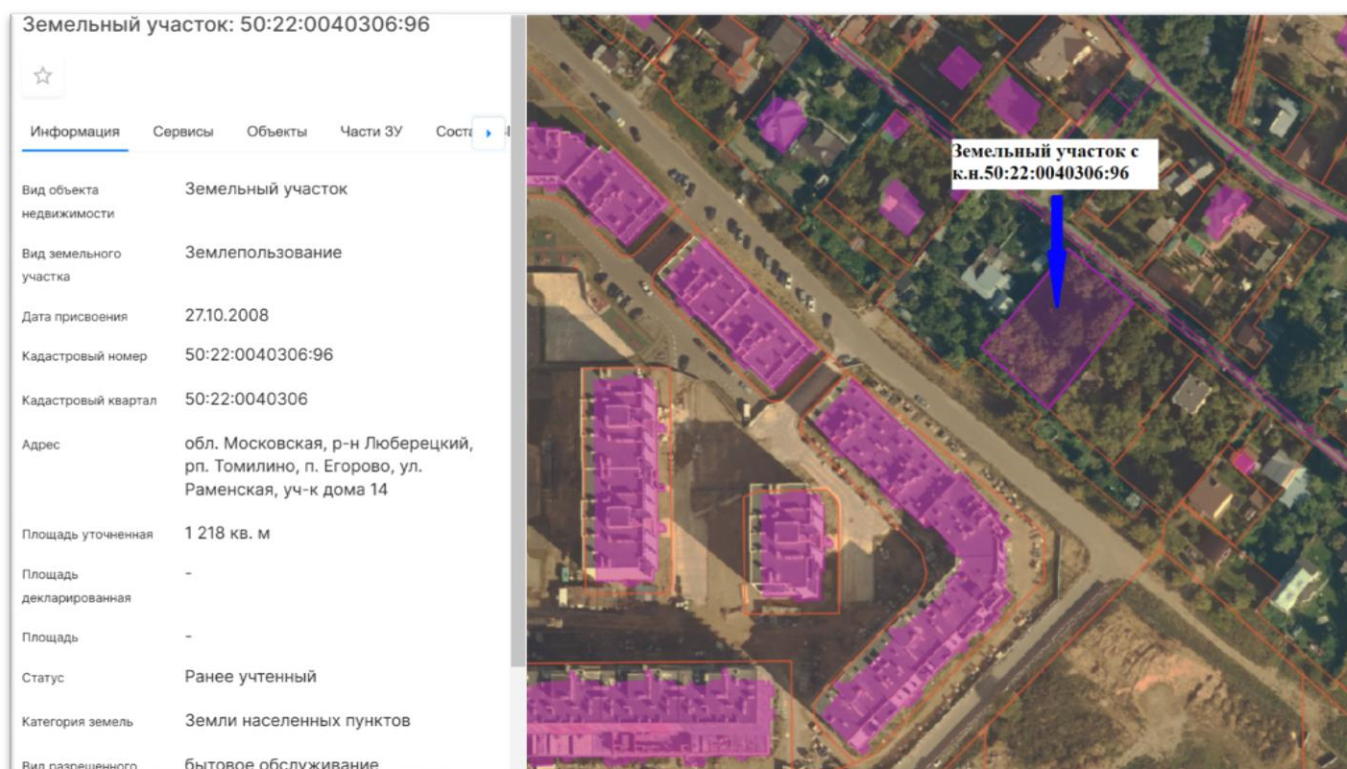 Земельный участок: 50:22:0040306:96
Информация Сервисы Объекты Части ЗУ
Вид объекта недвижимости Земельный участок
Вид земельного участка Землепользование
Дата присвоения 27.10.2008
Кадастровый номер 50:22:0040306:96
Кадастровый квартал 50:22:0040306
Адрес обл. Московская, р-н Люберецкий,
рп. Томилино, п. Егорово, ул.
Раменская, уч-к дома 14
Площадь уточненная 1 218 кв. м
Площадь декларированная -
Площадь -
Статус Ранее учтенный
Категория земель Земли населенных пунктов
Вид разрешенного бытовое обслуживание
Земельный участок с
к.н.50:22:0040306:96